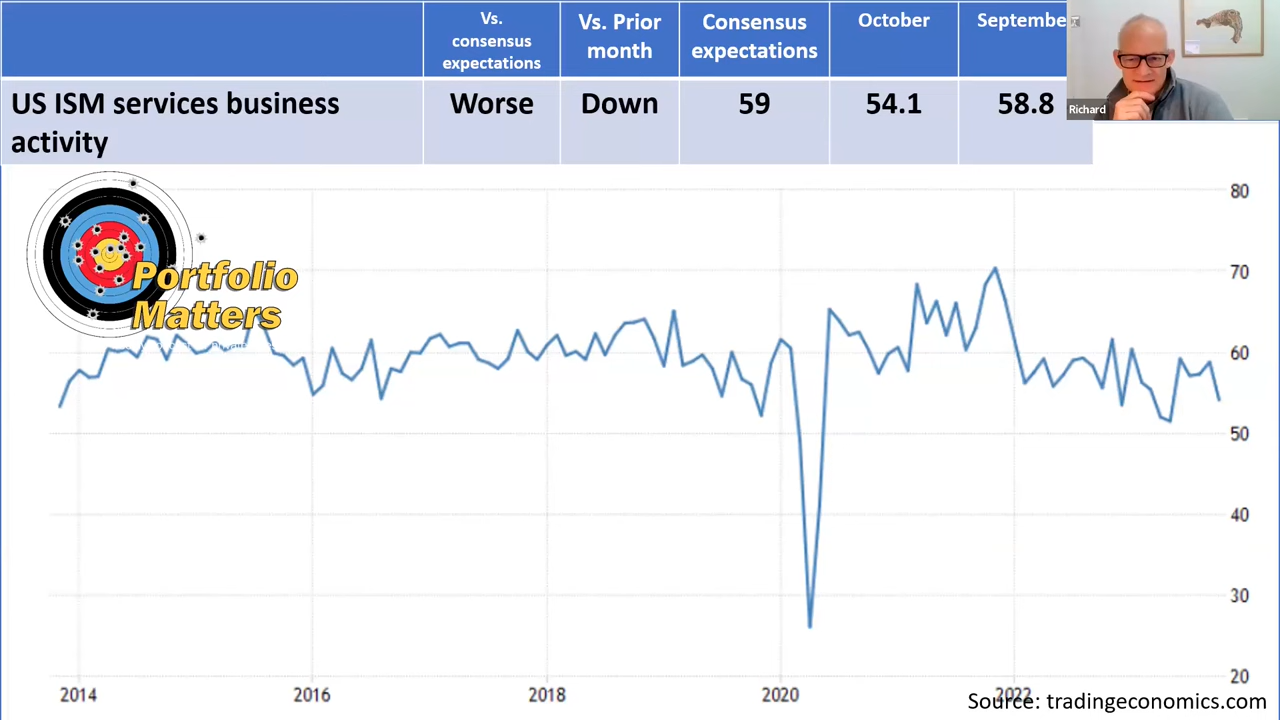 Vs. consensus expectations
Vs. Prior month
Consensus expectations
October
Septembe
US ISM services business activity
Worse
Down
59
54.1
58.8
Richard
Portfolio
Matters
80
70
60
50
40
30
20
2014
2016
2018
2020
2022
Source: tradingeconomics.com